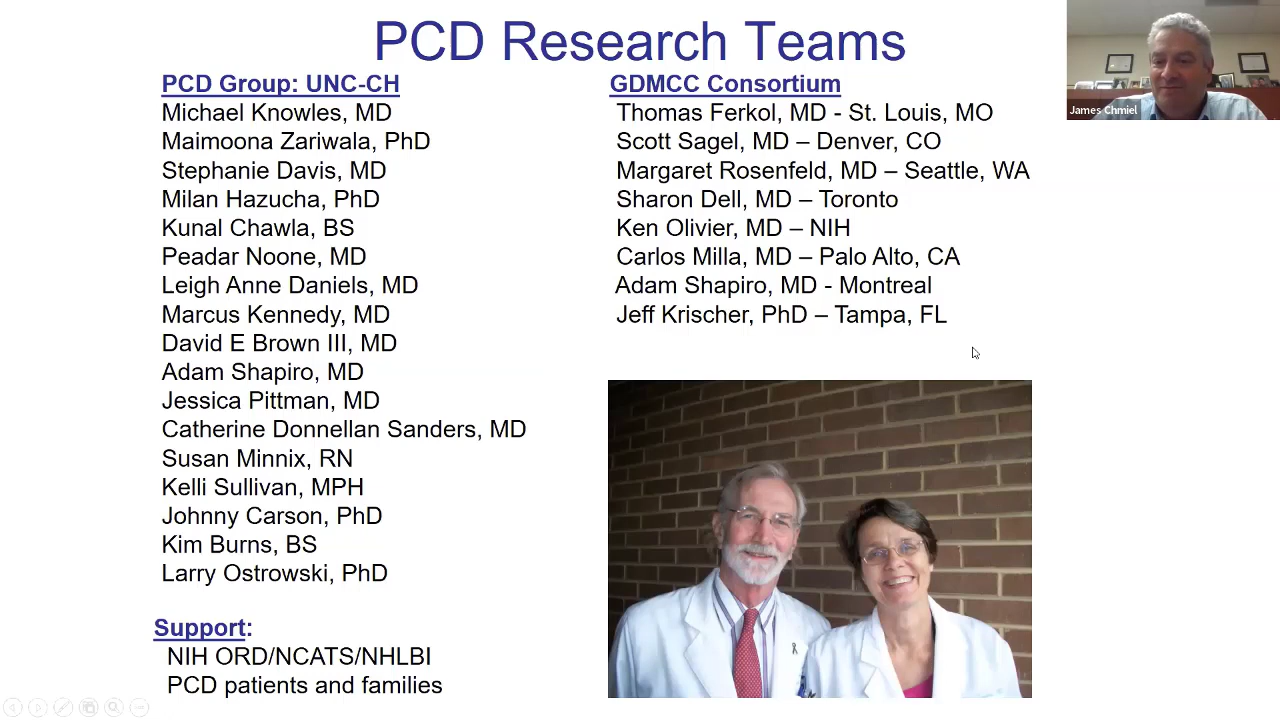 PCD Research Teams
PCD Group: UNC-CH
Michael Knowles, MD
Maimoona Zariwala, PhD
Stephanie Davis, MD
Milan Hazucha, PhD
Kunal Chawla, BS
Peadar Noone, MD
Leigh Anne Daniels, MD
Marcus Kennedy, MD
David E Brown III, MD
Adam Shapiro, MD
Jessica Pittman, MD
Catherine Donnellan Sanders, MD
Susan Minnix, RN
Kelli Sullivan, MPH
Johnny Carson, PhD
Kim Burns, BS
Larry Ostrowski, PhD
Support:
NIH ORD/NCATS/NHLBI
PCD patients and families
GDMCC Consortium
Thomas Ferkol, MD - St. Louis, MO
Scott Sagel, MD – Denver, CO
Margaret Rosenfeld, MD – Seattle, WA
Sharon Dell, MD – Toronto
Ken Olivier, MD – NIH
Carlos Milla, MD – Palo Alto, CA
Adam Shapiro, MD - Montreal
Jeff Krischer, PhD – Tampa, FL
James Chmiel